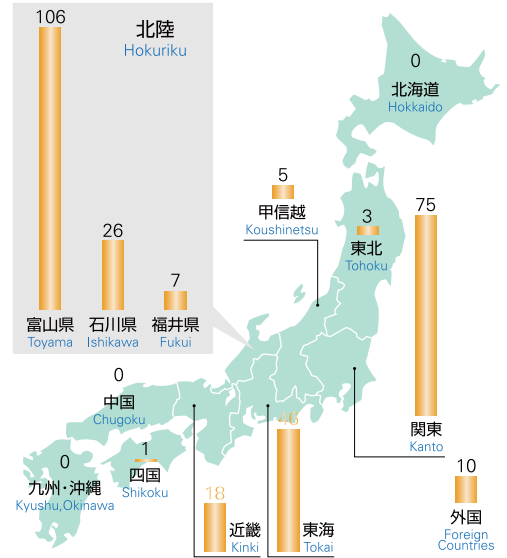 106
北陸
Hokuriku
26
7
富山県
Toyama
石川県
Ishikawa
福井県
Fukui
0
北海道
Hokkaido
5
甲信越
Koushinetsu
3
東北
Tohoku
75
関東
Kanto
0
中国
Chugoku
0
九州・沖縄
Kyushu,Okinawa
1
四国
Shikoku
18
近畿
Kinki
46
東海
Tokai
10
外国
Foreign
Countries